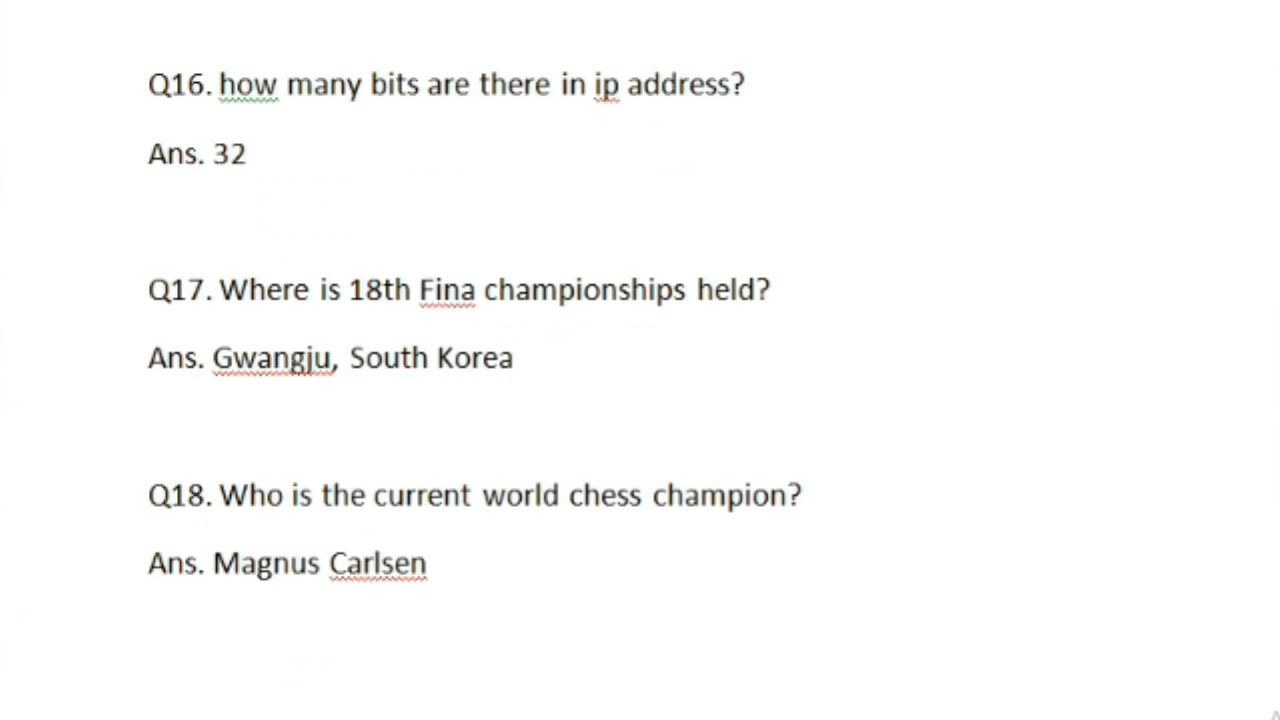 Q16. how many bits are there in ip address?
Ans. 32
Q17. Where is 18th Fina championships held?
Ans. Gwangju, South Korea
Q18. Who is the current world chess champion?
Ans. Magnus Carlsen